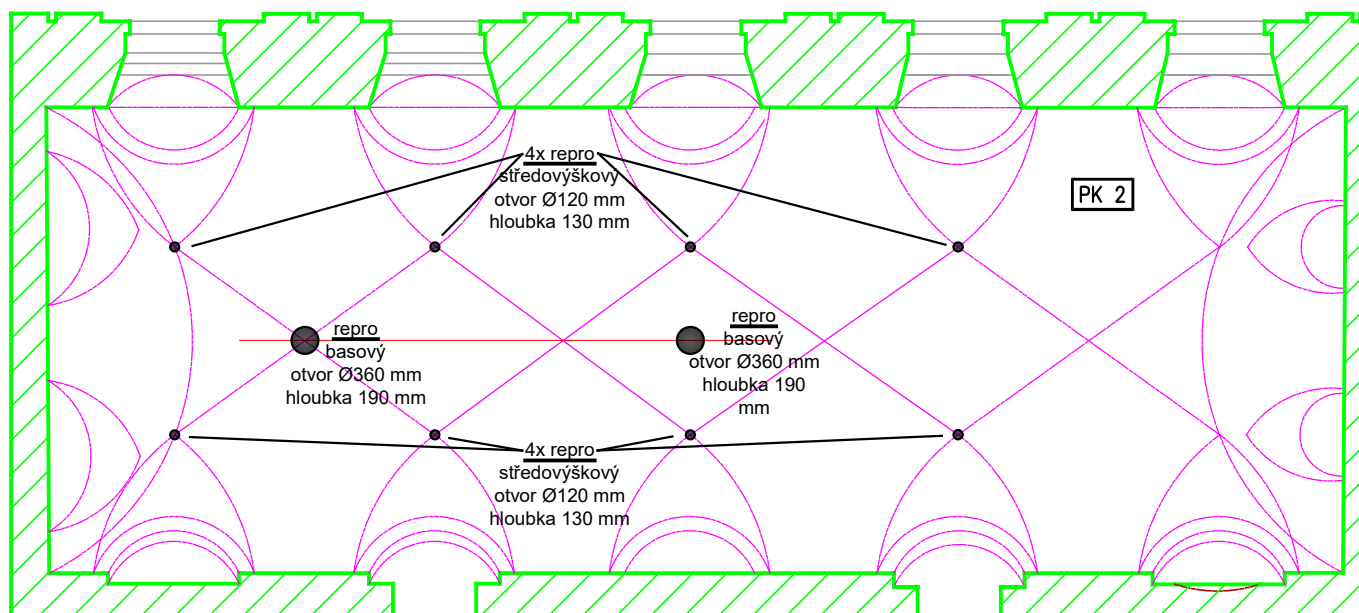 4x repro
středovýškový
otvor Ø120 mm
hloubka 130 mm
PK 2
repro
basový
otvor Ø360 mm
hloubka 190 mm
repro
basový
otvor Ø360 mm
hloubka 190
mm
4x repro
středovýškový
otvor Ø120 mm
hloubka 130 mm